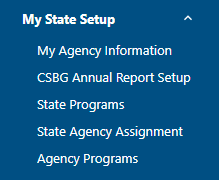 My State Setup
My Agency Information
CSBG Annual Report Setup
State Programs
State Agency Assignment
Agency Programs